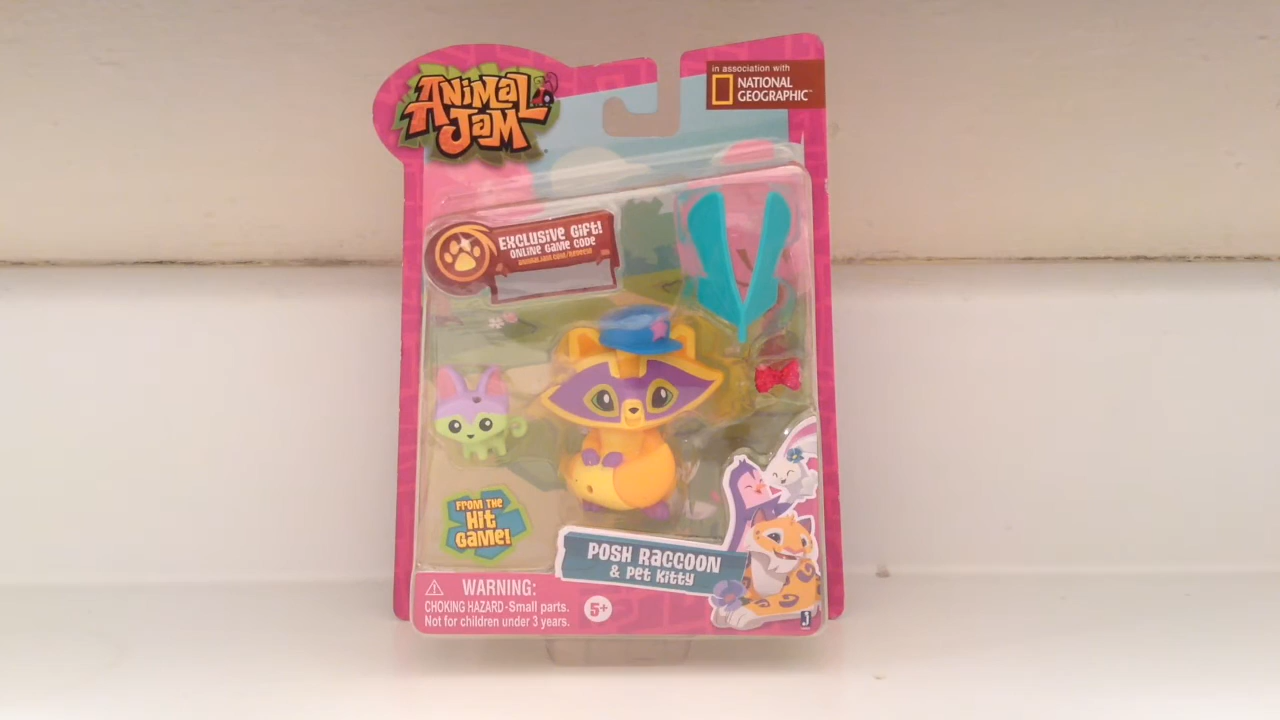 ANIMAL
JAM
in association with
NATIONAL
GEOGRAPHIC™
EXCLUSIVE GIFT!
ONLINE GAME CODE
FROM THE
HIT
GAME!
POSH RACCOON
& PET KITTY
WARNING:
CHOKING HAZARD-Small parts.
Not for children under 3 years.
5+